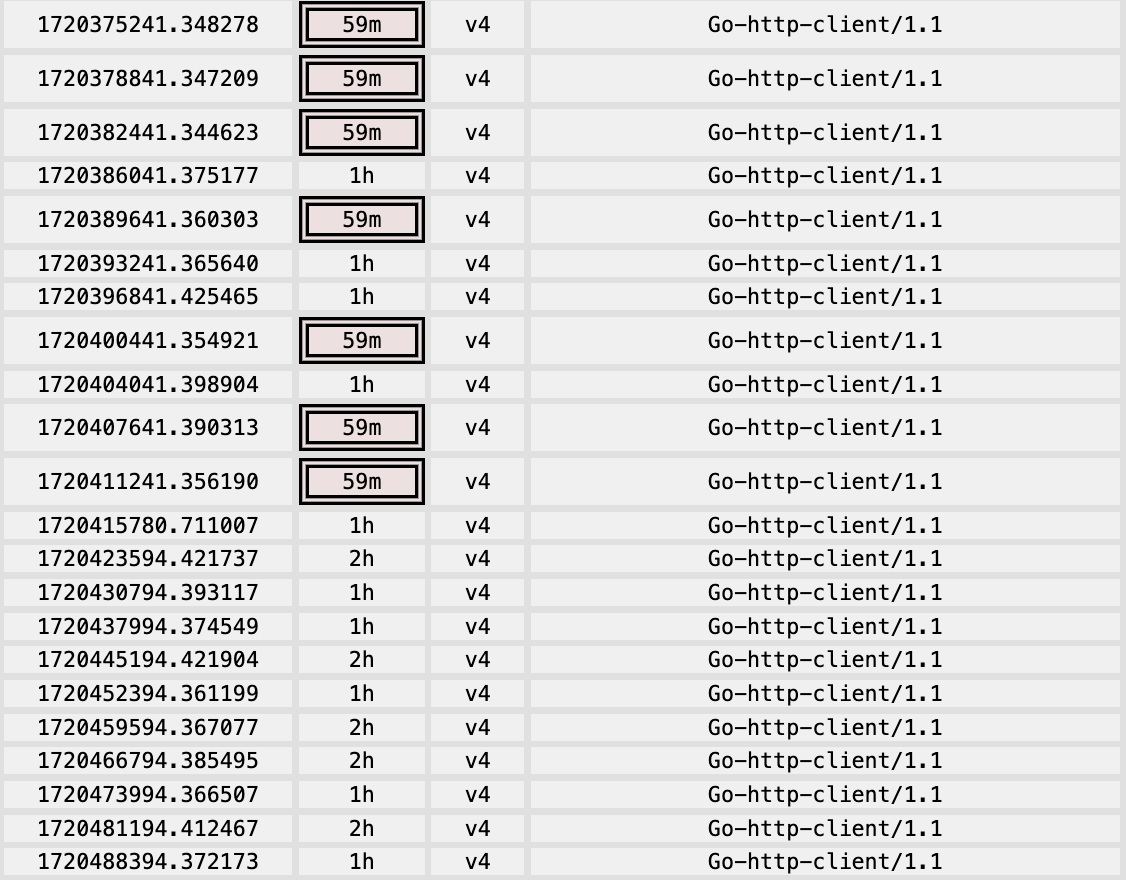 1720375241.348278 59m v4 Go-http-client/1.1
1720378841.347209 59m v4 Go-http-client/1.1
1720382441.344623 59m v4 Go-http-client/1.1
1720386041.375177 1h v4 Go-http-client/1.1
1720389641.360303 59m v4 Go-http-client/1.1
1720393241.365640 1h v4 Go-http-client/1.1
1720396841.425465 1h v4 Go-http-client/1.1
1720400441.354921 59m v4 Go-http-client/1.1
1720404041.398904 1h v4 Go-http-client/1.1
1720407641.390313 59m v4 Go-http-client/1.1
1720411241.356190 59m v4 Go-http-client/1.1
1720415780.711007 1h v4 Go-http-client/1.1
1720423594.421737 2h v4 Go-http-client/1.1
1720430794.393117 1h v4 Go-http-client/1.1
1720437994.374549 1h v4 Go-http-client/1.1
1720445194.421904 2h v4 Go-http-client/1.1
1720452394.361199 1h v4 Go-http-client/1.1
1720459594.367077 2h v4 Go-http-client/1.1
1720466794.385495 2h v4 Go-http-client/1.1
1720473994.366507 1h v4 Go-http-client/1.1
1720481194.412467 2h v4 Go-http-client/1.1
1720488394.372173 1h v4 Go-http-client/1.1